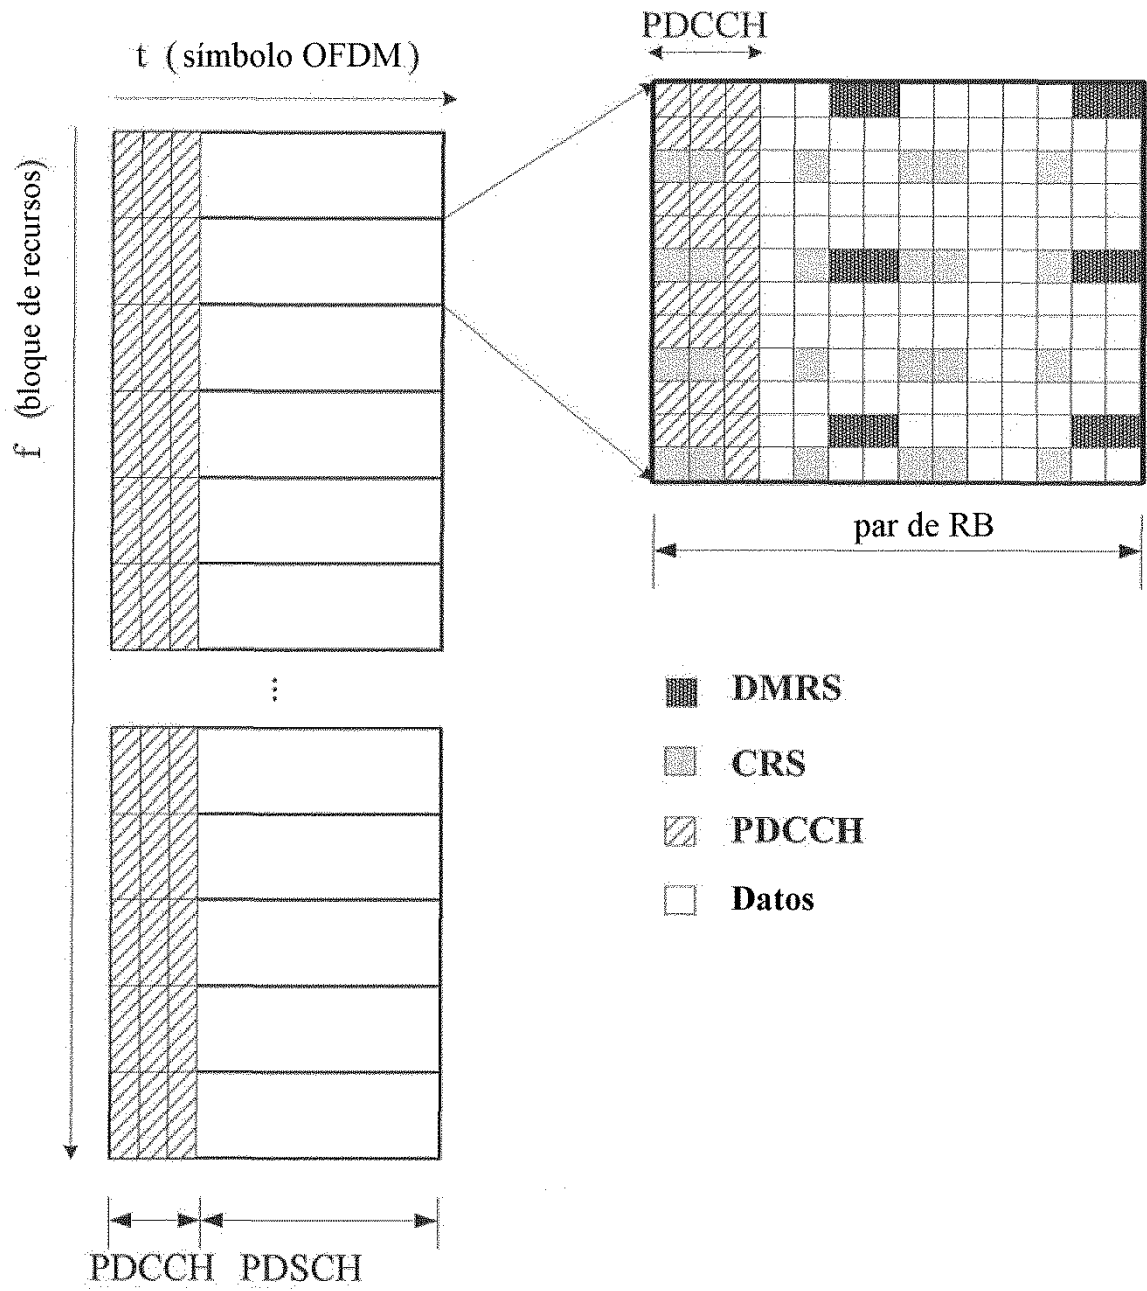 t (símbolo OFDM)
f (bloque de recursos)
PDCCH
par de RB
DMRS
CRS
PDCCH
Datos
...
PDCCH PDSCH